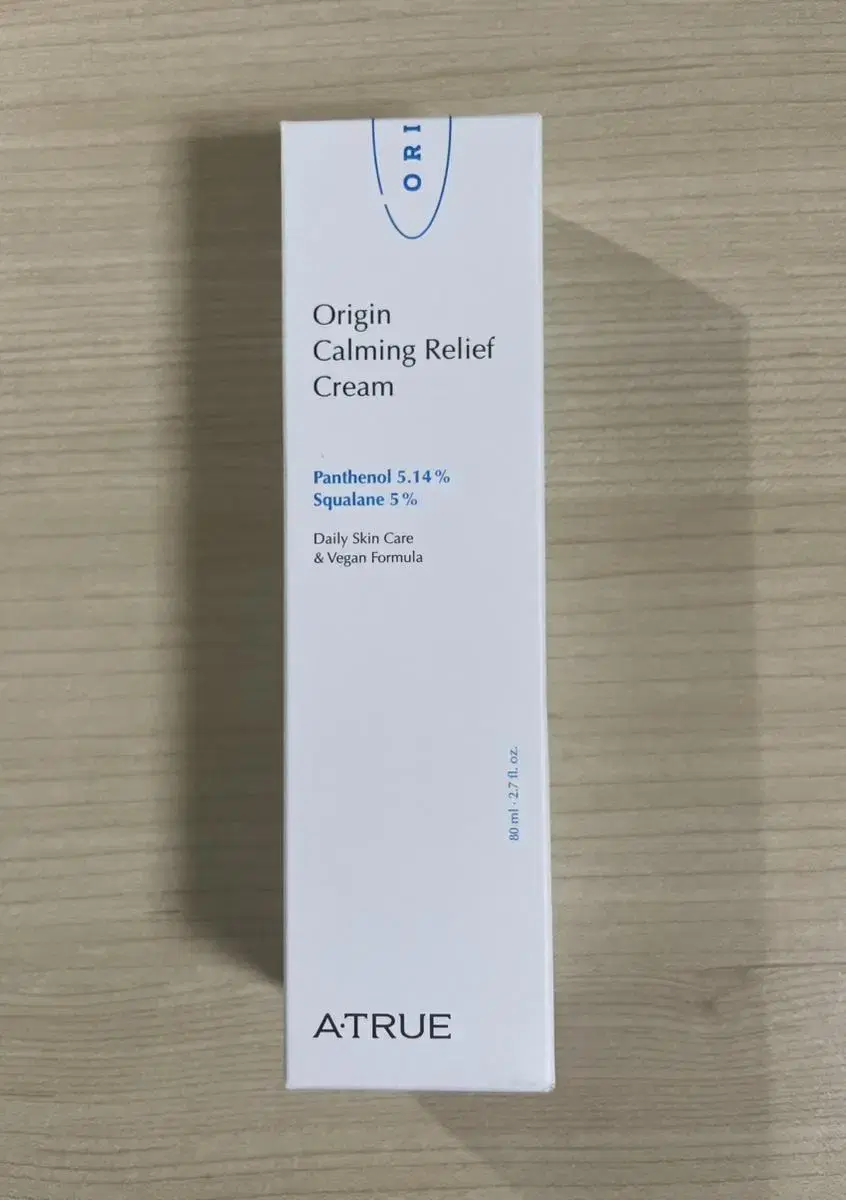 ORI
Origin
Calming Relief
Cream
Panthenol 5.14%
Squalane 5%
Daily Skin Care
& Vegan Formula
80 ml · 2.7 fl. oz.
A·TRUE